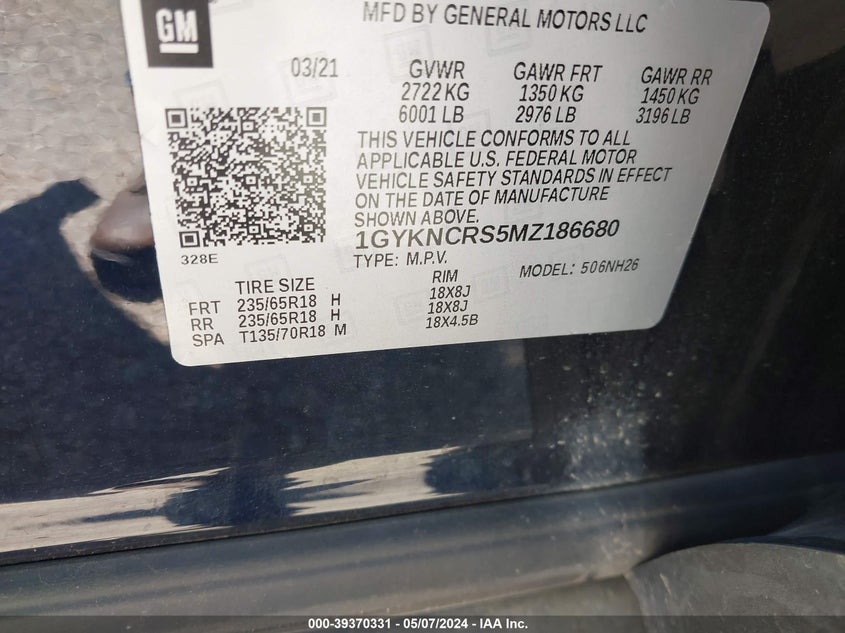 GM
MFD BY GENERAL MOTORS LLC
03/21 GVWR GAWR FRT GAWR RR
2722 KG 1350 KG 1450 KG
6001 LB 2976 LB 3196 LB
THIS VEHICLE CONFORMS TO ALL
APPLICABLE U.S. FEDERAL MOTOR
VEHICLE SAFETY STANDARDS IN EFFECT
ON THE DATE OF MANUFACTURE
SHOWN ABOVE.
328E
1GYKNCRS5MZ186680
TYPE: M.P.V. MODEL: 506NH26
TIRE SIZE RIM
FRT 235/65R18 H 18X8J
RR 235/65R18 H 18X8J
SPA T135/70R18 M 18X4.5B
000-39370331 - 05/07/2024 - IAA Inc.